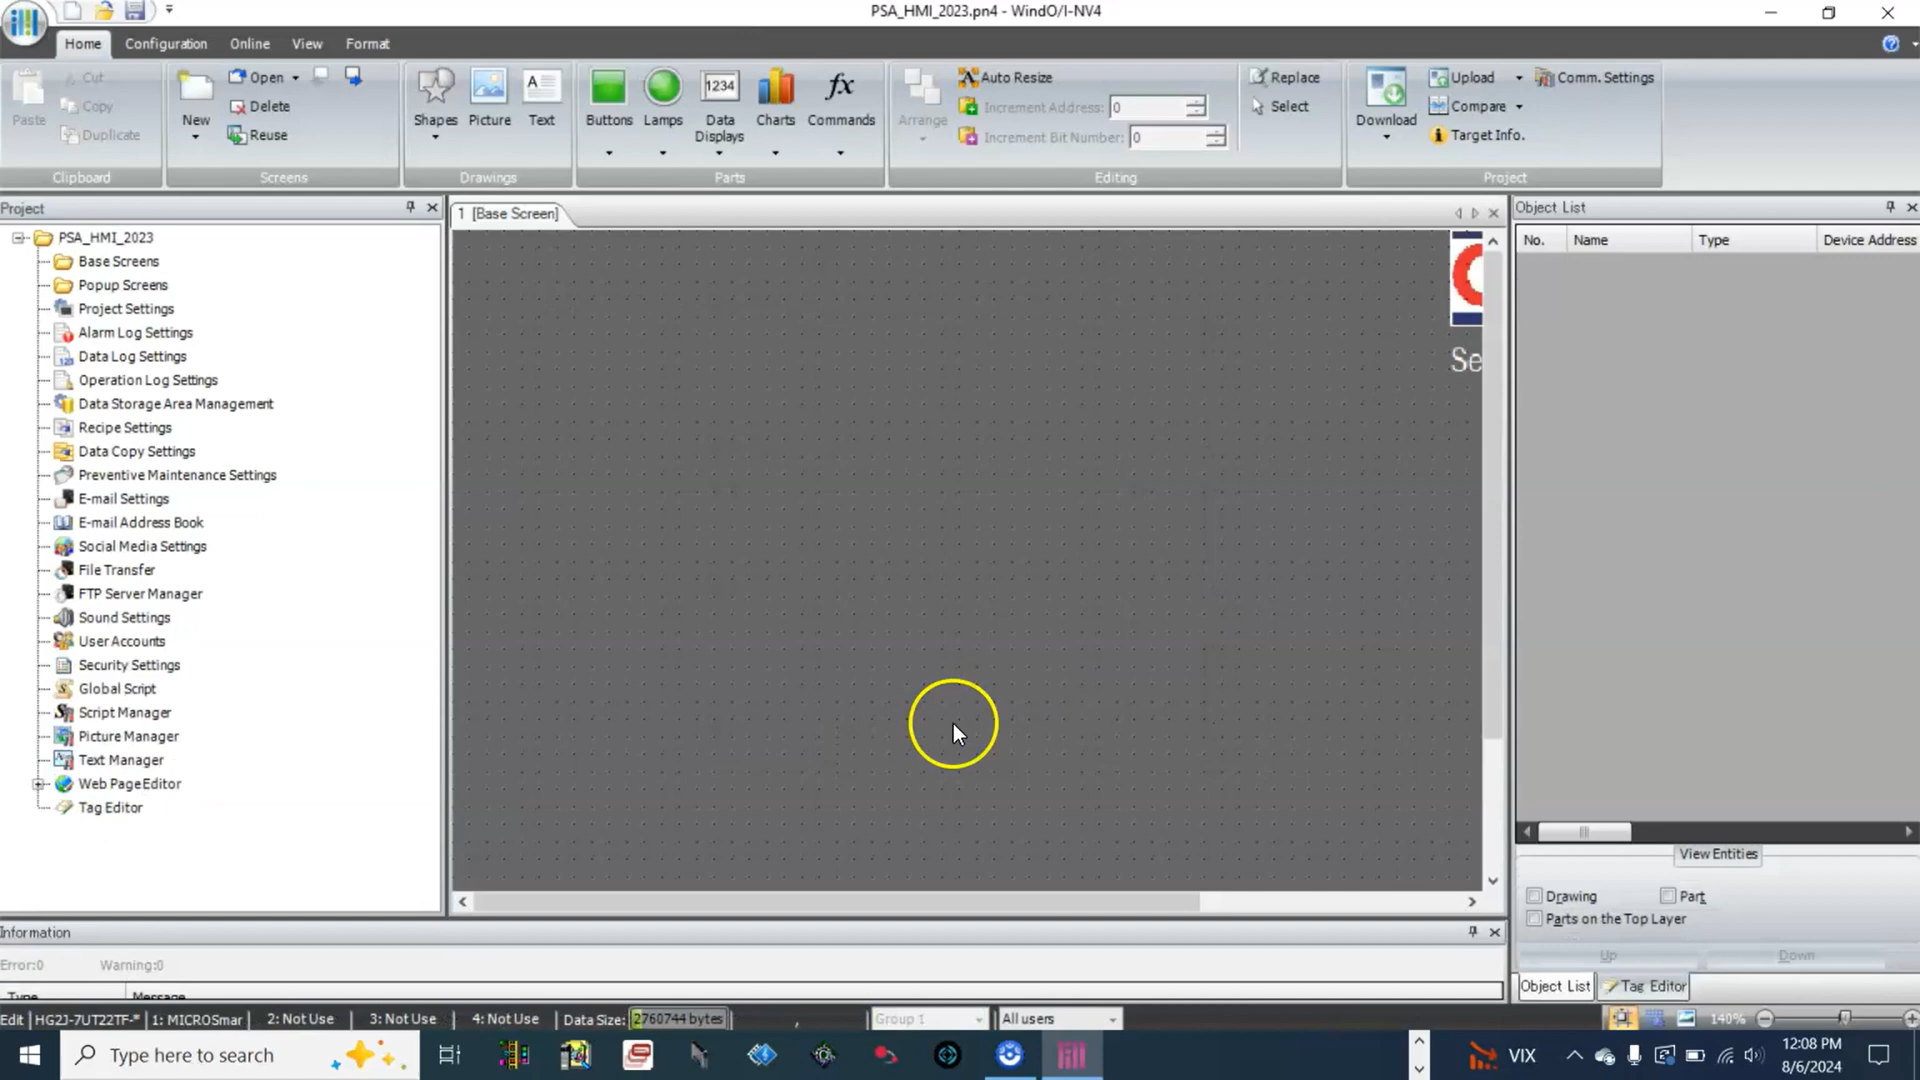 PSA_HMI_2023.pn4 - WindO/I-NV4
Home Configuration Online View Format
Paste Cut Copy Duplicate
Clipboard
New Open Delete Reuse
Screens
Shapes Picture Text
Drawings
Buttons Lamps 1234 Data Displays Charts fx Commands
Parts
Arrange Auto Resize
Increment Address: 0
Increment Bit Number: 0
Replace
Select
Editing
Download Upload Compare Target Info. Comm. Settings
Project
Project
1 [Base Screen]
Object List
No. Name Type Device Address
PSA_HMI_2023
Base Screens
Popup Screens
Project Settings
Alarm Log Settings
Data Log Settings
Operation Log Settings
Data Storage Area Management
Recipe Settings
Data Copy Settings
Preventive Maintenance Settings
E-mail Settings
E-mail Address Book
Social Media Settings
File Transfer
FTP Server Manager
Sound Settings
User Accounts
Security Settings
Global Script
Script Manager
Picture Manager
Text Manager
Web Page Editor
Tag Editor
Se
View Entities
Drawing Part
Parts on the Top Layer
Up Down
Object List Tag Editor
Information
Error:0 Warning:0
Type Message
Edit HG2J-7UT22TF-* 1: MICROSmar 2: Not Use 3: Not Use 4: Not Use Data Size: 2760744 bytes , Group 1 All users 140%
Type here to search
VIX
12:08 PM
8/6/2024